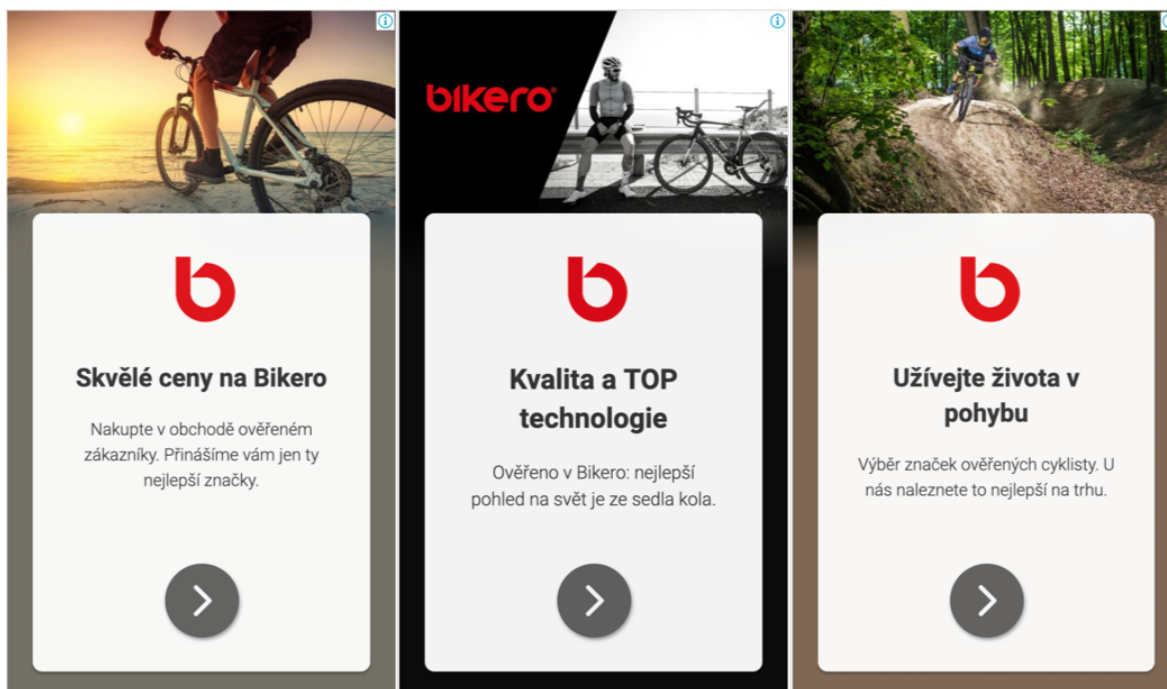 Skvělé ceny na Bikero
Nakupte v obchodě ověřeném
zákazníky. Přinášíme vám jen ty
nejlepší značky.
bikero®
Kvalita a TOP
technologie
Ověřeno v Bikero: nejlepší
pohled na svět je ze sedla kola.
Užívejte života v
pohybu
Výběr značek ověřených cyklisty. U
nás naleznete to nejlepší na trhu.